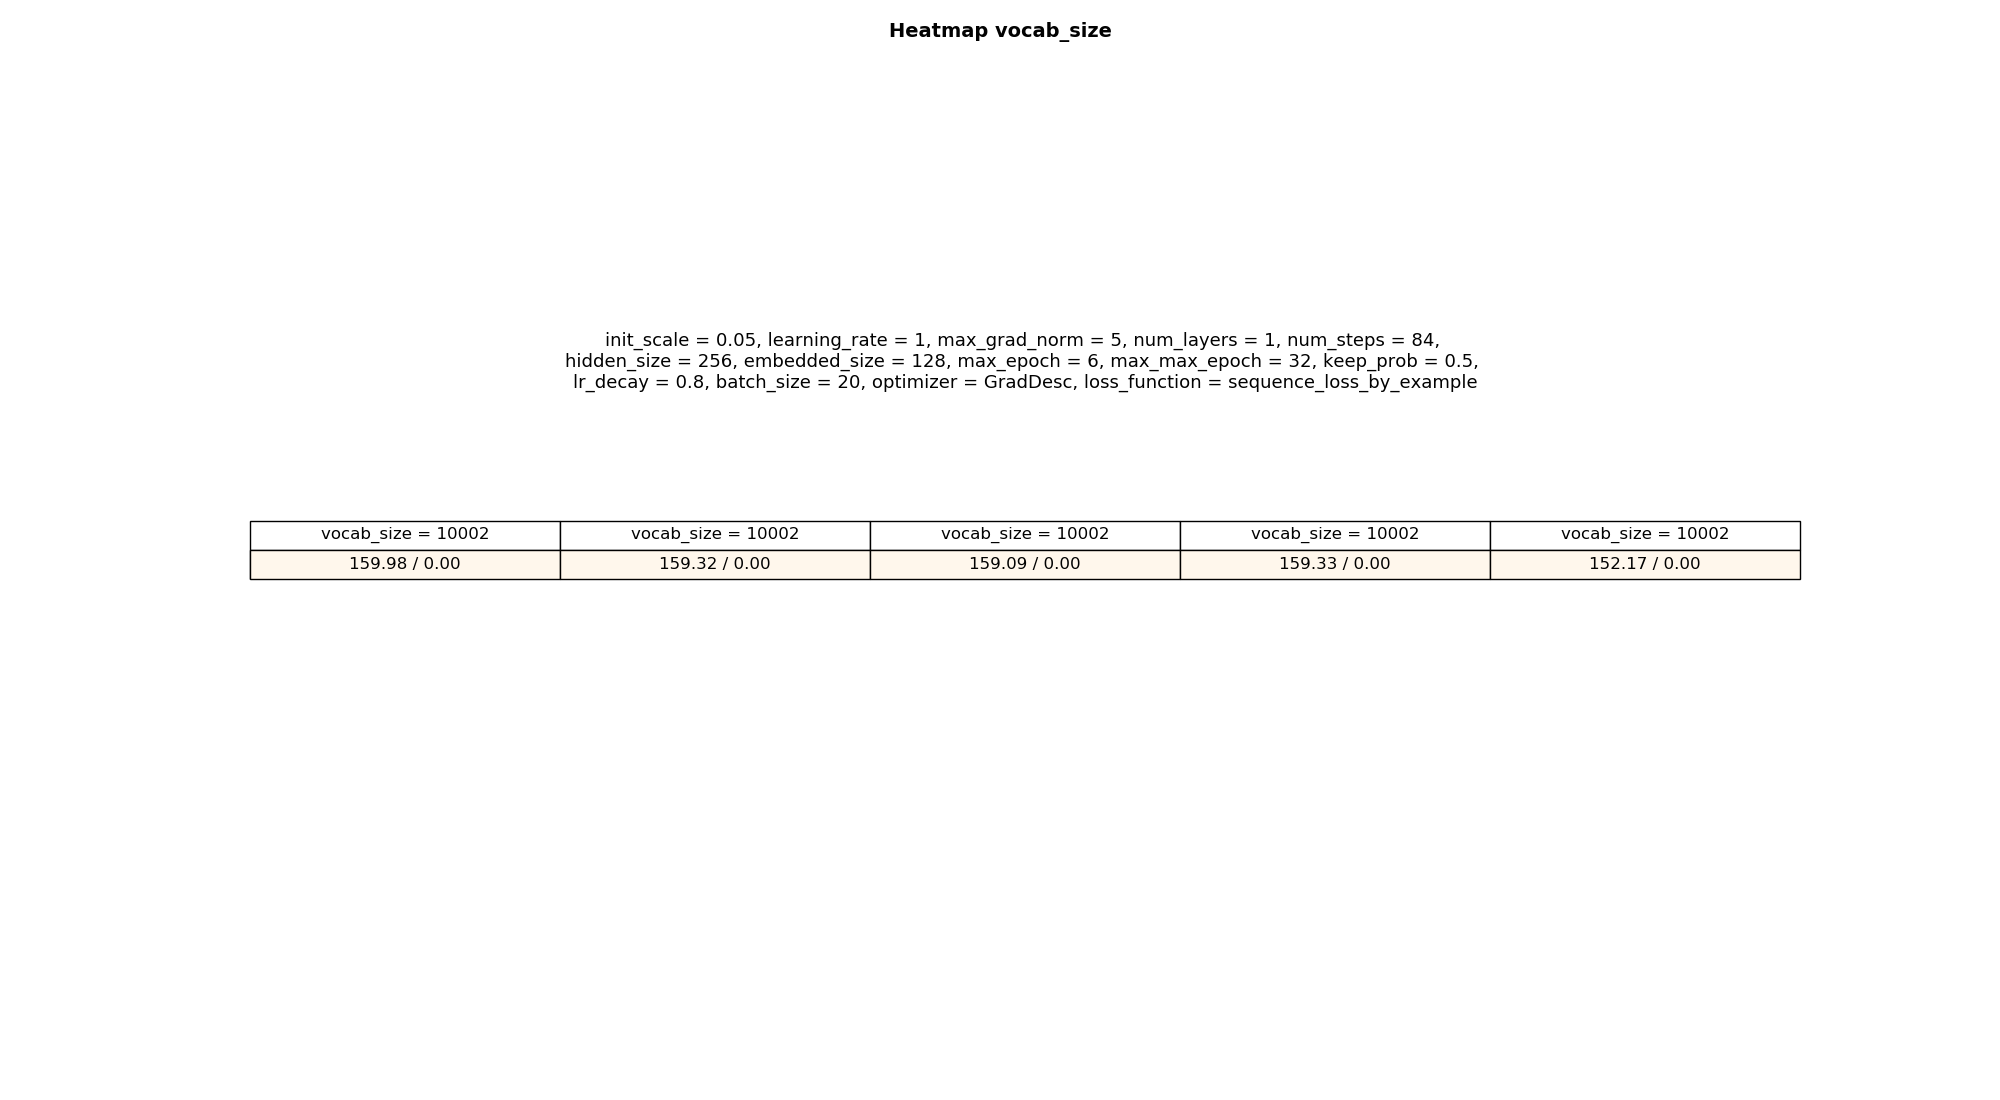 Heatmap vocab_size
init_scale = 0.05, learning_rate = 1, max_grad_norm = 5, num_layers = 1, num_steps = 84,
hidden_size = 256, embedded_size = 128, max_epoch = 6, max_max_epoch = 32, keep_prob = 0.5,
lr_decay = 0.8, batch_size = 20, optimizer = GradDesc, loss_function = sequence_loss_by_example
vocab_size = 10002 vocab_size = 10002 vocab_size = 10002 vocab_size = 10002 vocab_size = 10002
159.98 / 0.00 159.32 / 0.00 159.09 / 0.00 159.33 / 0.00 152.17 / 0.00